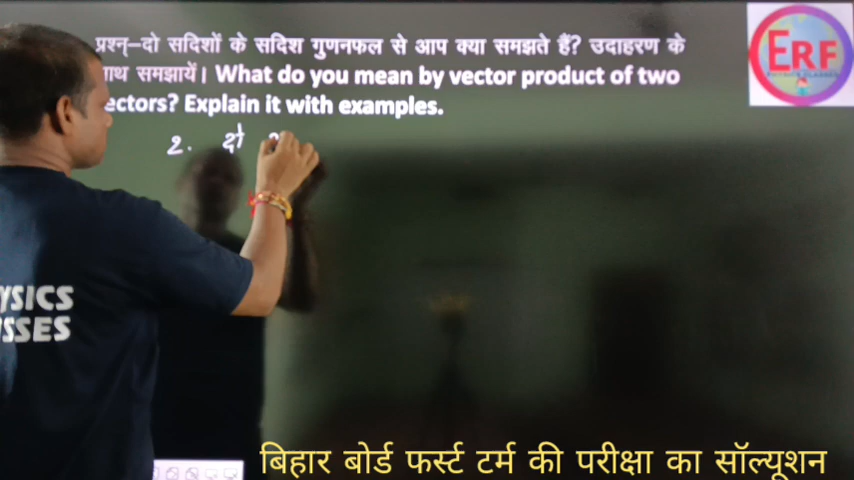 प्रश्न्-दो सदिशों के सदिश गुणनफल से आप क्या समझते हैं? उदाहरण के
समझायें। What do you mean by vector product of two
Explain it with examples.
2. दो
ERF
YSICS
SSES
बिहार बोर्ड फर्स्ट टर्म की परीक्षा का सॉल्यूशन